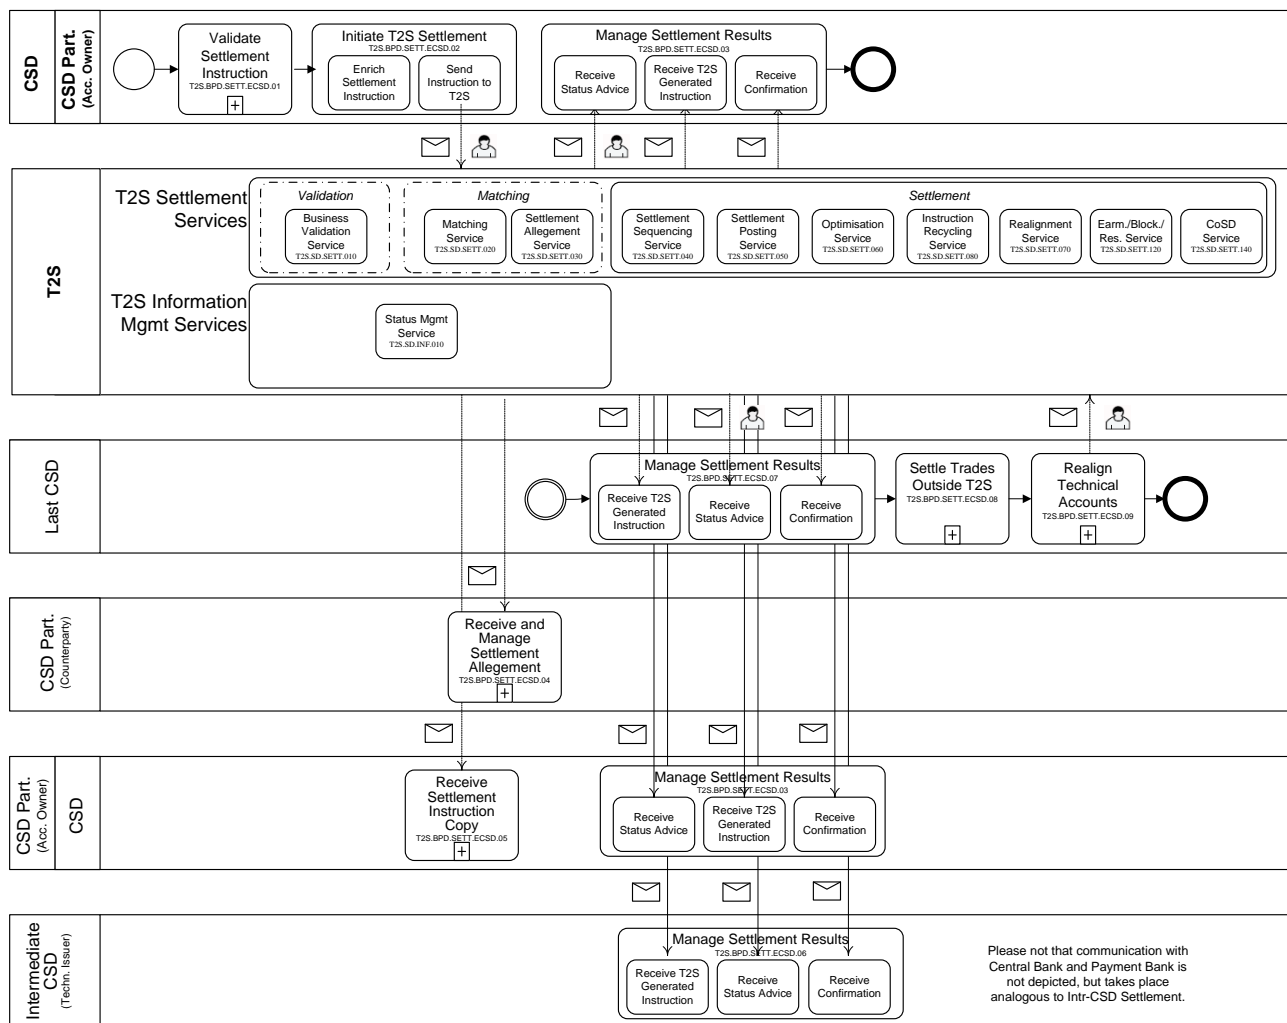 CSD
CSD Part.
(Acc. Owner)
Validate
Settlement
Instruction
T2S.BPD.SETT.ECSD.01
Initiate T2S Settlement
T2S.BPD.SETT.ECSD.02
Enrich
Settlement
Instruction
Send
Instruction to
T2S
Manage Settlement Results
T2S.BPD.SETT.ECSD.03
Receive
Status Advice
Receive T2S
Generated
Instruction
Receive
Confirmation
T2S
T2S Settlement
Services
Validation
Business
Validation
Service
T2S.SD.SETT.010
Matching
Matching
Service
T2S.SD.SETT.020
Settlement
Allegement
Service
T2S.SD.SETT.030
Settlement
Settlement
Sequencing
Service
T2S.SD.SETT.040
Settlement
Posting
Service
T2S.SD.SETT.050
Optimisation
Service
T2S.SD.SETT.060
Instruction
Recycling
Service
T2S.SD.SETT.080
Realignment
Service
T2S.SD.SETT.070
Earm./Block./
Res. Service
T2S.SD.SETT.120
CoSD
Service
T2S.SD.SETT.140
T2S Information
Mgmt Services
Status Mgmt
Service
T2S.SD.INF.010
Last CSD
Manage Settlement Results
T2S.BPD.SETT.ECSD.07
Receive T2S
Generated
Instruction
Receive
Status Advice
Receive
Confirmation
Settle Trades
Outside T2S
T2S.BPD.SETT.ECSD.08
Realign
Technical
Accounts
T2S.BPD.SETT.ECSD.09
CSD Part.
(Counterparty)
Receive and
Manage
Settlement
Allegement
T2S.BPD.SETT.ECSD.04
CSD Part.
(Acc. Owner)
CSD
Receive
Settlement
Instruction
Copy
T2S.BPD.SETT.ECSD.05
Manage Settlement Results
T2S.BPD.SETT.ECSD.03
Receive
Status Advice
Receive T2S
Generated
Instruction
Receive
Confirmation
Intermediate
CSD
(Techn. Issuer)
Manage Settlement Results
T2S.BPD.SETT.ECSD.06
Receive T2S
Generated
Instruction
Receive
Status Advice
Receive
Confirmation
Please not that communication with
Central Bank and Payment Bank is
not depicted, but takes place
analogous to Intr-CSD Settlement.